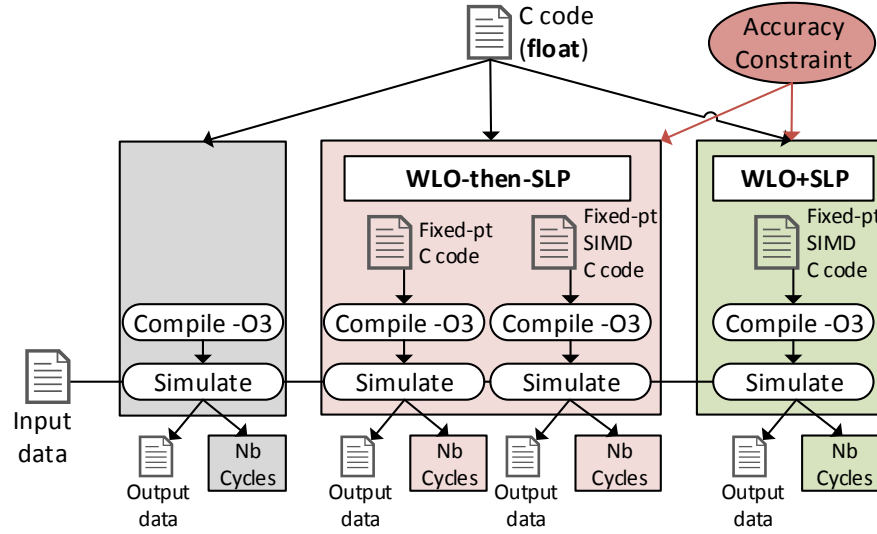 C code
(float)
Accuracy
Constraint
WLO-then-SLP
WLO+SLP
Fixed-pt
C code
Fixed-pt
SIMD
C code
Fixed-pt
SIMD
C code
Compile -O3
Compile -O3
Compile -O3
Compile -O3
Input
data
Simulate
Simulate
Simulate
Simulate
Output
data
Nb
Cycles
Output
data
Nb
Cycles
Output
data
Nb
Cycles
Output
data
Nb
Cycles